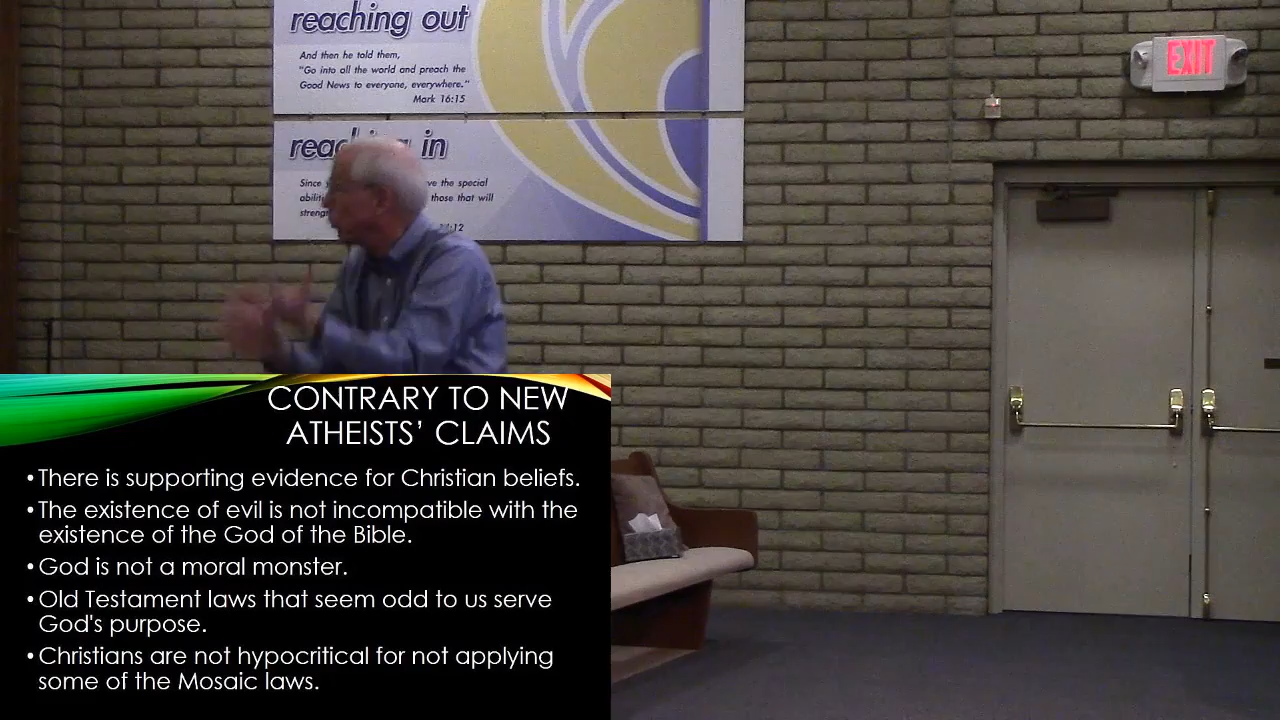 reaching out
And then he told them,
"Go into all the world and preach the
Good News to everyone, everywhere."
Mark 16:15
EXIT
in
Since
the special
those that will
CONTRARY TO NEW
ATHEISTS’ CLAIMS
•There is supporting evidence for Christian beliefs.
•The existence of evil is not incompatible with the
existence of the God of the Bible.
•God is not a moral monster.
•Old Testament laws that seem odd to us serve
God's purpose.
•Christians are not hypocritical for not applying
some of the Mosaic laws.